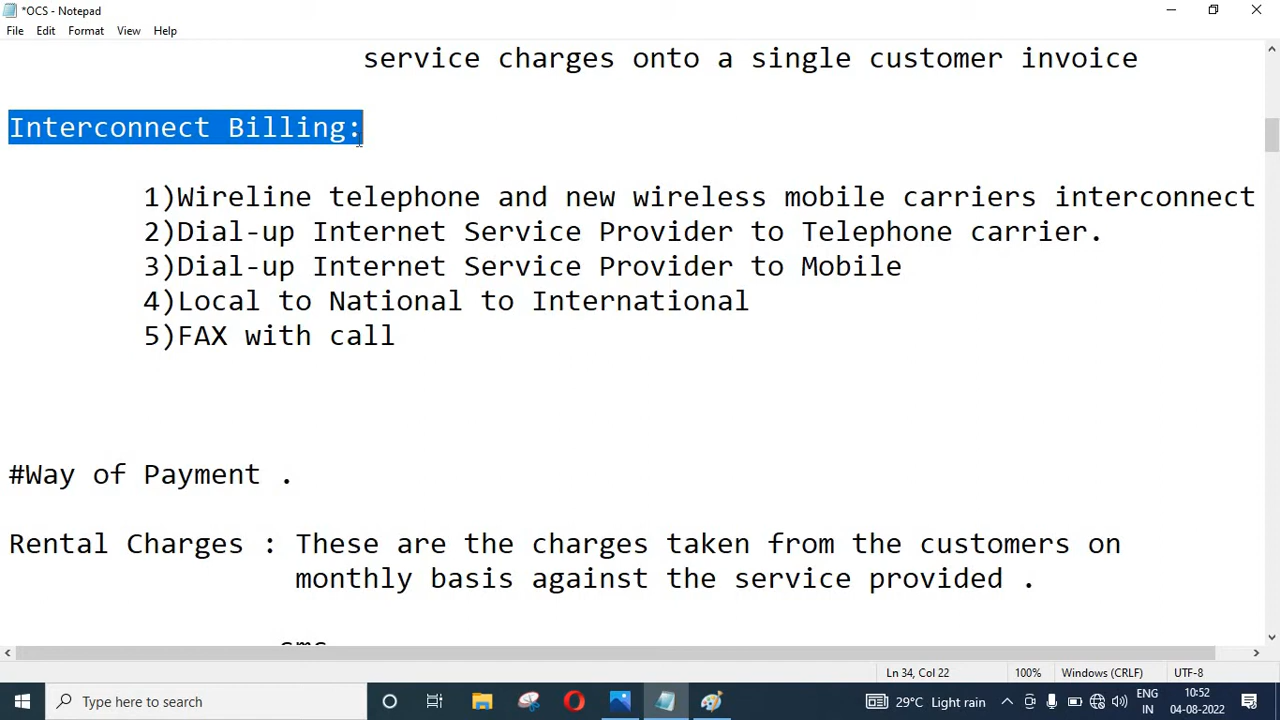 *OCS - Notepad
File Edit Format View Help
service charges onto a single customer invoice
Interconnect Billing:
1)Wireline telephone and new wireless mobile carriers interconnect
2)Dial-up Internet Service Provider to Telephone carrier.
3)Dial-up Internet Service Provider to Mobile
4)Local to National to International
5)FAX with call
#Way of Payment .
Rental Charges : These are the charges taken from the customers on
monthly basis against the service provided .
sms
Ln 34, Col 22 100% Windows (CRLF) UTF-8
Type here to search 29°C Light rain ENG 10:52
IN 04-08-2022